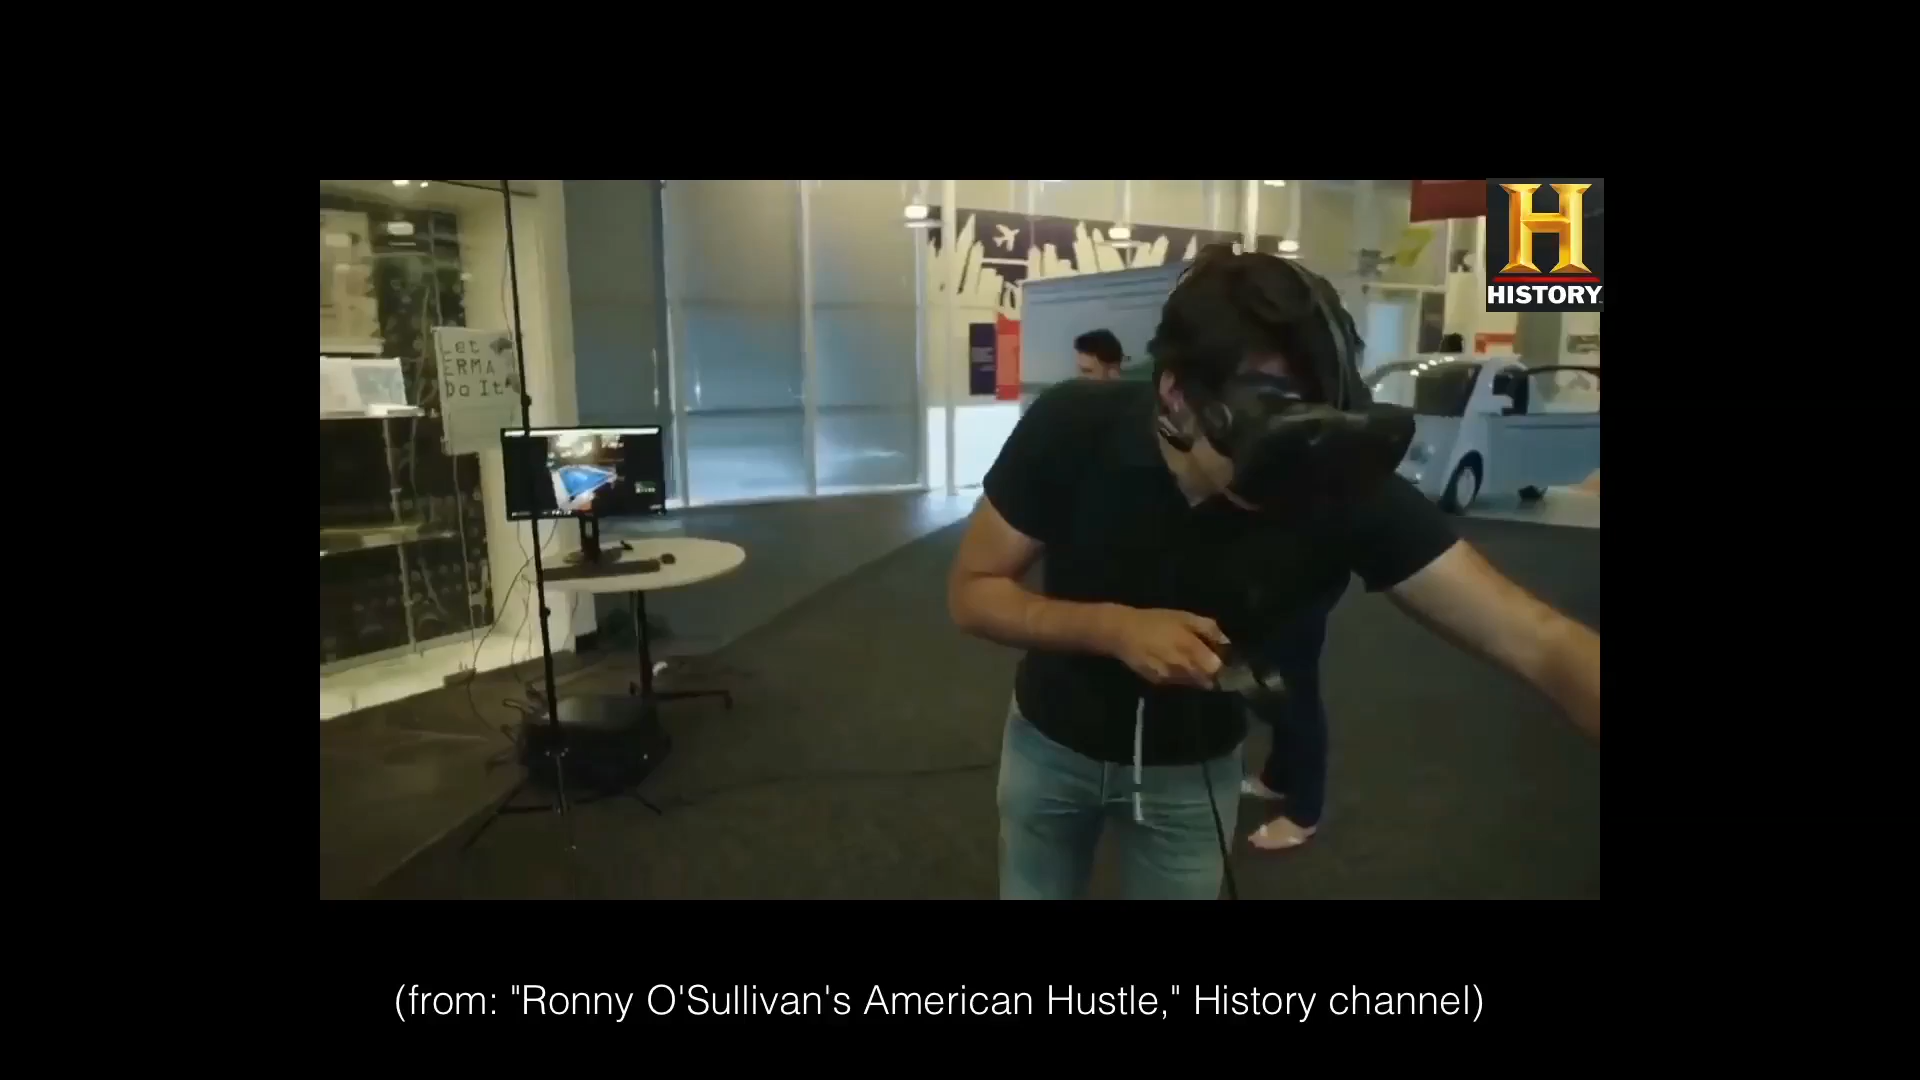 HISTORY
Let
ERMA
Do It
(from: "Ronny O'Sullivan's American Hustle," History channel)